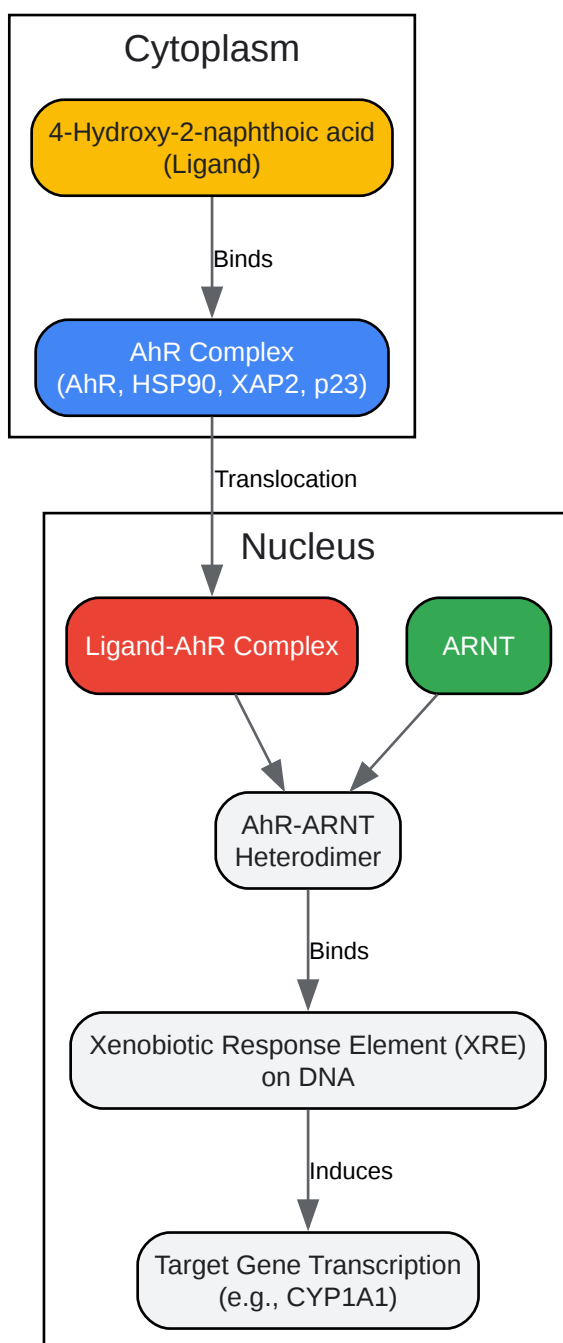 Cytoplasm
4-Hydroxy-2-naphthoic acid
(Ligand)
Binds
AhR Complex
(AhR, HSP90, XAP2, p23)
Translocation
Nucleus
Ligand-AhR Complex
ARNT
AhR-ARNT
Heterodimer
Binds
Xenobiotic Response Element (XRE)
on DNA
Induces
Target Gene Transcription
(e.g., CYP1A1)